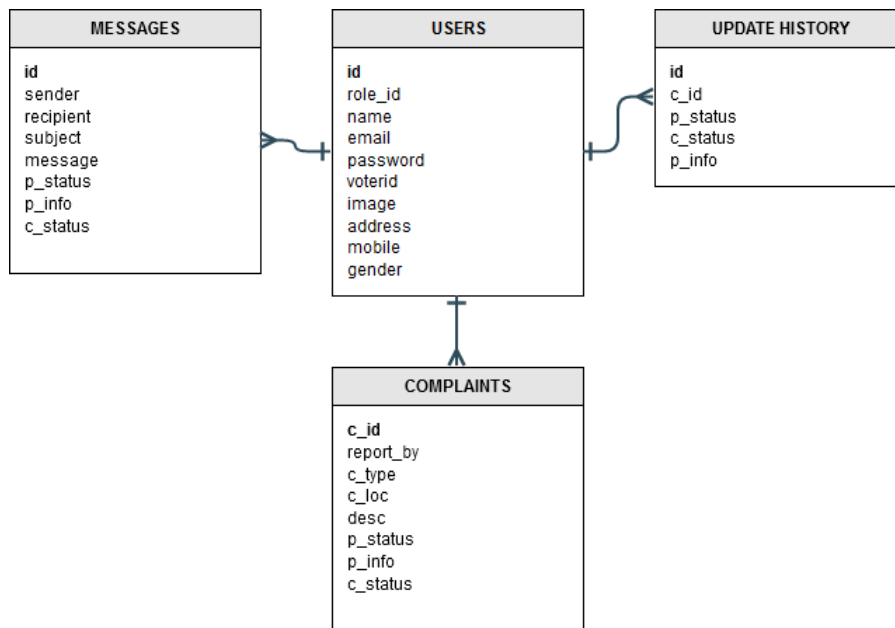 MESSAGES
id
sender
recipient
subject
message
p_status
p_info
c_status
USERS
id
role_id
name
email
password
voterid
image
address
mobile
gender
UPDATE HISTORY
id
c_id
p_status
c_status
p_info
COMPLAINTS
c_id
report_by
c_type
c_loc
desc
p_status
p_info
c_status